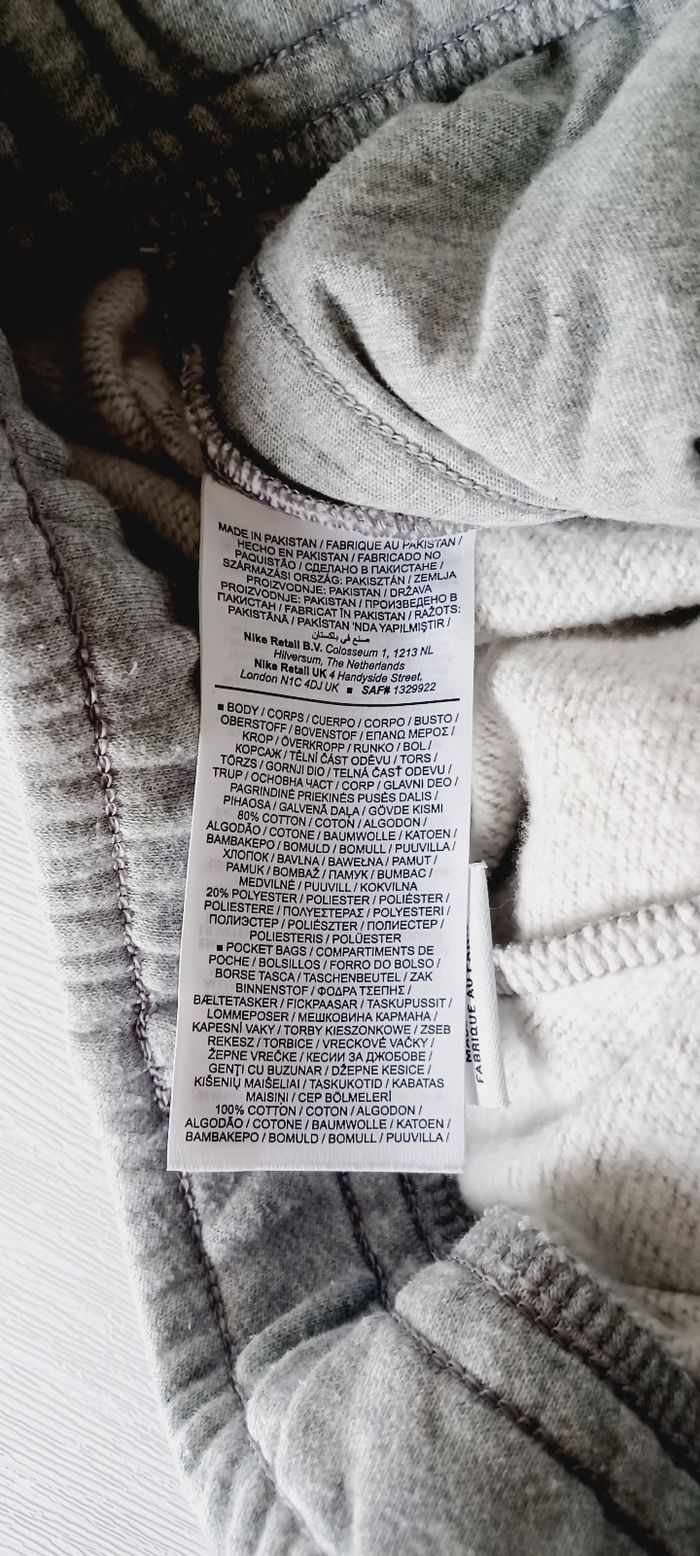 MADE IN PAKISTAN / FABRIQUE AU PAKISTAN /
HECHO EN PAKISTAN / FABRICADO NO
PAQUISTÃO / СДЕЛАНО В ПАКИСТАНЕ /
SZÁRMAZÁSI ORSZÁG: PAKISZTÁN / ZEMLJA
PROIZVODNJE: PAKISTAN / DRŽAVA
PROIZVODNJE: PAKISTAN / ПРОИЗВЕДЕНО В
ПАКИСТАН / FABRICAT ÎN PAKISTAN / RAŽOTS:
PAKISTĀNĀ / PAKİSTAN 'NDA YAPILMIŞTIR /
صنع في باكستان
Nike Retail B.V. Colosseum 1, 1213 NL
Hilversum, The Netherlands
Nike Retail UK 4 Handyside Street,
London N1C 4DJ UK ■ SAF# 1329922
■ BODY / CORPS / CUERPO / CORPO / BUSTO /
OBERSTOFF / BOVENSTOF / ΕΠΑΝΩ ΜΕΡΟΣ /
KROP / ÖVERKROPP / RUNKO / BOL /
КОРСАЖ / TĚLNÍ ČÁST ODĚVU / TORS /
TÖRZS / GORNJI DIO / TELNÁ ČASŤ ODEVU /
TRUP / ОСНОВНА ЧАСТ / CORP / GLAVNI DEO /
PAGRINDINĖ PRIEKINĖS PUSĖS DALIS /
PIHAOSA / GALVENĀ DAĻA / GÖVDE KISMI
80% COTTON / COTON / ALGODON /
ALGODÃO / COTONE / BAUMWOLLE / KATOEN /
ΒΑΜΒΑΚΕΡΟ / BOMULD / BOMULL / PUUVILLA /
ХЛОПОК / BAVLNA / BAWEŁNA / PAMUT /
PAMUK / BOMBAŽ / ПАМУК / BUMBAC /
MEDVILNĖ / PUUVILL / KOKVILNA
20% POLYESTER / POLIESTER / POLIÉSTER /
POLIESTERE / ΠΟΛΥΕΣΤΕΡΑΣ / POLYESTERI /
ПОЛИЭСТЕР / POLIÉSZTER / ПОЛИЕСТЕР /
POLIESTERIS / POLÜESTER
■ POCKET BAGS / COMPARTIMENTS DE
POCHE / BOLSILLOS / FORRO DO BOLSO /
BORSE TASCA / TASCHENBEUTEL / ZAK
BINNENSTOF / ΦΟΔΡΑ ΤΣΕΠΗΣ /
BÆLTETASKER / FICKPAASAR / TASKUPUSSIT /
LOMMEPOSER / МЕШКОВИНА КАРМАНА /
KAPESNÍ VAKY / TORBY KIESZONKOWE / ZSEB
REKESZ / TORBICE / VRECKOVÉ VAČKY /
ŽEPNE VREČKE / КЕСИИ ЗА ДЖОБОВЕ /
GENȚI CU BUZUNAR / DŽEPNE KESICE /
KIŠENIŲ MAIŠELIAI / TASKUKOTID / KABATAS
MAISIŅI / CEP BÖLMELERİ
100% COTTON / COTON / ALGODON /
ALGODÃO / COTONE / BAUMWOLLE / KATOEN /
ΒΑΜΒΑΚΕΡΟ / BOMULD / BOMULL / PUUVILLA /
FABRIQUE AU